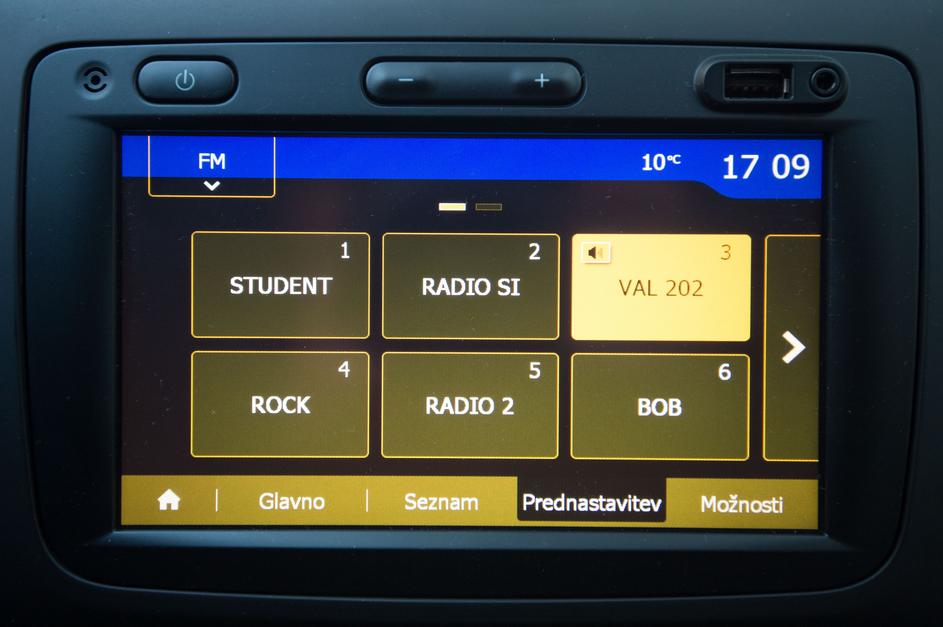 FM
10°C
17 09
1
STUDENT
2
RADIO SI
3
VAL 202
4
ROCK
5
RADIO 2
6
BOB
Glavno
Seznam
Prednastavitev
Možnosti